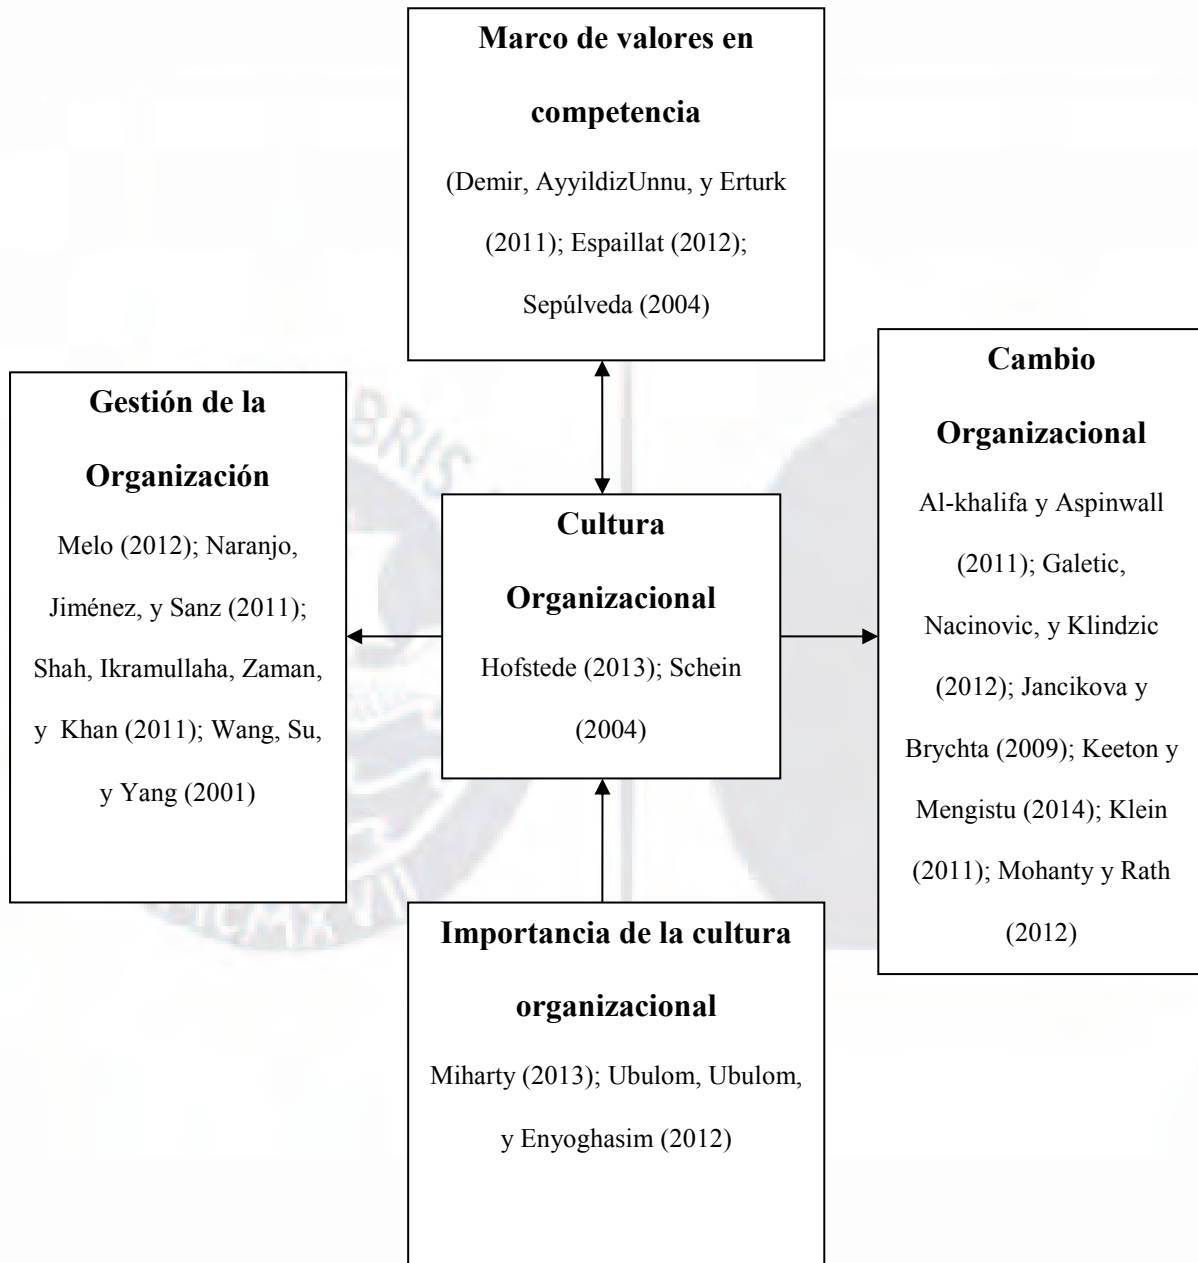 Marco de valores en
competencia
(Demir, AyyildizUnnu, y Erturk
(2011); Espaillat (2012);
Sepúlveda (2004)
Gestión de la
Organización
Melo (2012); Naranjo,
Jiménez, y Sanz (2011);
Shah, Ikramullaha, Zaman,
y Khan (2011); Wang, Su,
y Yang (2001)
Cultura
Organizacional
Hofstede (2013); Schein
(2004)
Cambio
Organizacional
Al-khalifa y Aspinwall
(2011); Galetic,
Nacinovic, y Klindzic
(2012); Jancikova y
Brychta (2009); Keeton y
Mengistu (2014); Klein
(2011); Mohanty y Rath
(2012)
Importancia de la cultura
organizacional
Miharty (2013); Ubulom, Ubulom,
y Enyoghasim (2012)
BRIS